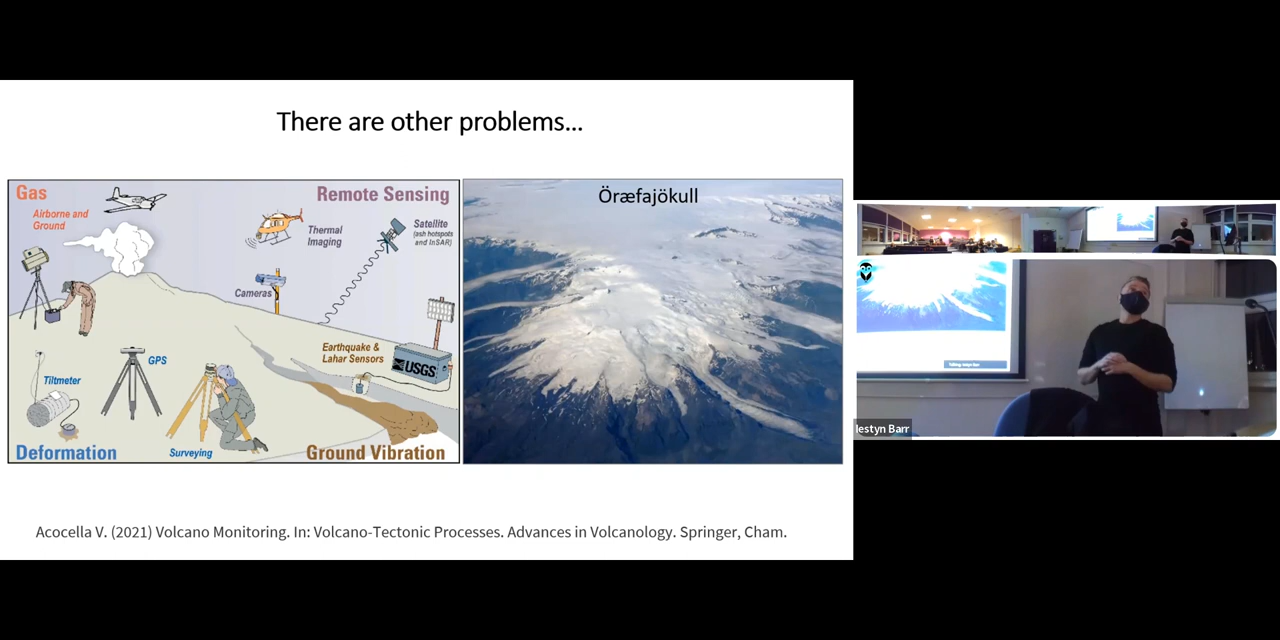 There are other problems...
Gas
Airborne and
Ground
Remote Sensing
Thermal
Imaging
Satellite
(ash hotspots
and InSAR)
Cameras
Earthquake &
Lahar Sensors
USGS
GPS
Tiltmeter
Deformation
Surveying
Ground Vibration
Öræfajökull
Acocella V. (2021) Volcano Monitoring. In: Volcano-Tectonic Processes. Advances in Volcanology. Springer, Cham.
Iestyn Barr